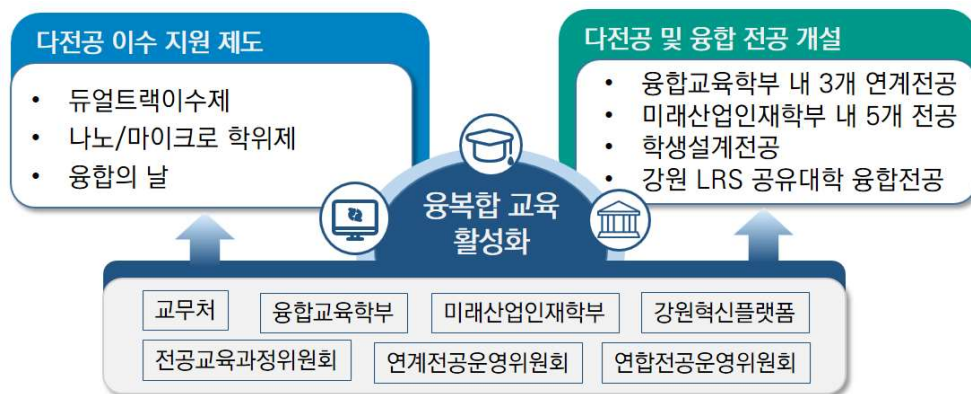 다전공 이수 지원 제도
• 듀얼트랙이수제
• 나노/마이크로 학위제
• 융합의 날
다전공 및 융합 전공 개설
• 융합교육학부 내 3개 연계전공
• 미래산업인재학부 내 5개 전공
• 학생설계전공
• 강원 LRS 공유대학 융합전공
융복합 교육
활성화
교무처 융합교육학부 미래산업인재학부 강원혁신플랫폼
전공교육과정위원회 연계전공운영위원회 연합전공운영위원회